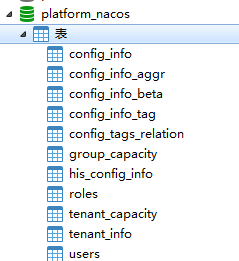 platform_nacos
表
config_info
config_info_aggr
config_info_beta
config_info_tag
config_tags_relation
group_capacity
his_config_info
roles
tenant_capacity
tenant_info
users